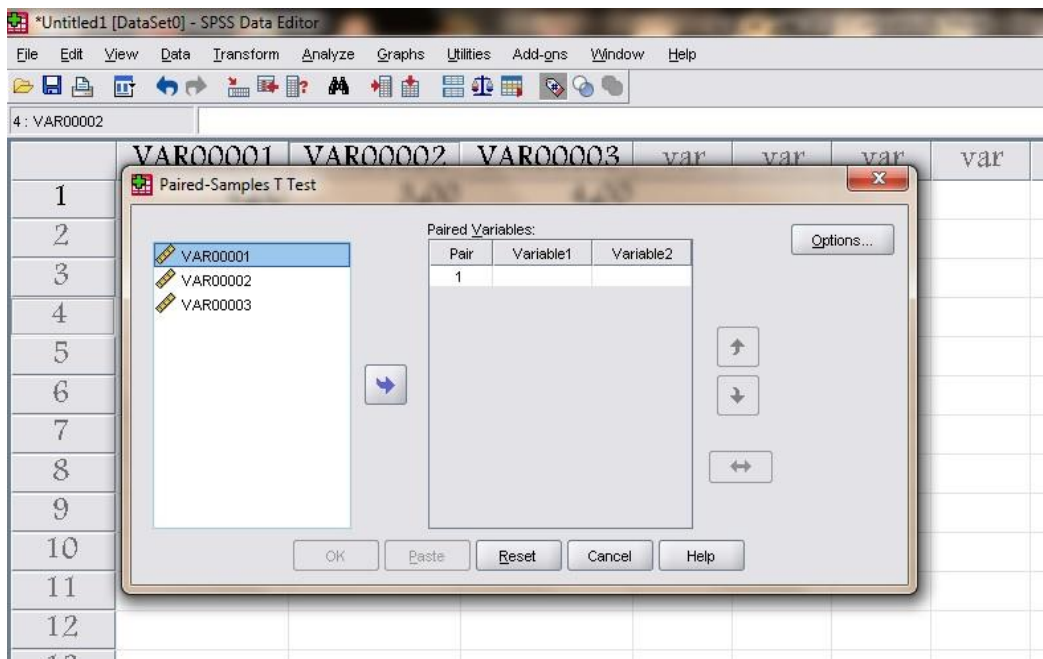 *Untitled1 [DataSet0] - SPSS Data Editor
File Edit View Data Transform Analyze Graphs Utilities Add-ons Window Help
4 : VAR00002
VAR00001 VAR00002 VAR00003 var var var var
Paired-Samples T Test
1
2
3
4
5
6
7
8
9
10
11
12
VAR00001
VAR00002
VAR00003
Paired Variables:
Pair Variable1 Variable2
1
Options...
OK Paste Reset Cancel Help